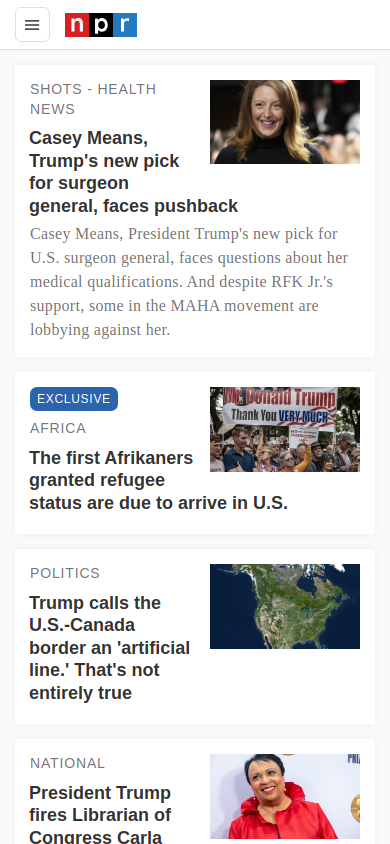 npr
SHOTS - HEALTH
NEWS
Casey Means,
Trump's new pick
for surgeon
general, faces pushback
Casey Means, President Trump's new pick for
U.S. surgeon general, faces questions about her
medical qualifications. And despite RFK Jr.'s
support, some in the MAHA movement are
lobbying against her.
EXCLUSIVE
AFRICA
Mr. Donald Trump
Thank You VERY MUCH
The first Afrikaners
granted refugee
status are due to arrive in U.S.
POLITICS
Trump calls the
U.S.-Canada
border an 'artificial
line.' That's not
entirely true
NATIONAL
President Trump
fires Librarian of
Congress Carla